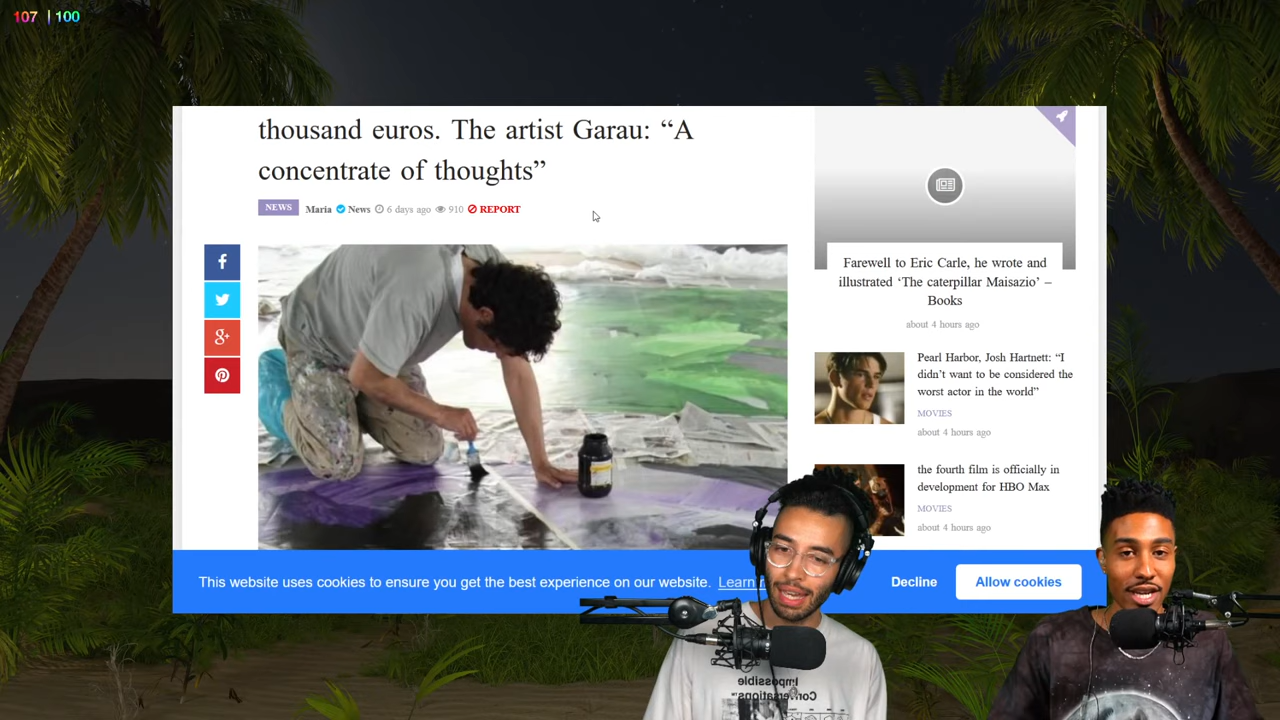 107 | 100
thousand euros. The artist Garau: “A
concentrate of thoughts”
NEWS Maria News 6 days ago 910 REPORT
Farewell to Eric Carle, he wrote and
illustrated ‘The caterpillar Maisazio’ –
Books
about 4 hours ago
Pearl Harbor, Josh Hartnett: “I
didn’t want to be considered the
worst actor in the world”
MOVIES
about 4 hours ago
the fourth film is officially in
development for HBO Max
MOVIES
about 4 hours ago
This website uses cookies to ensure you get the best experience on our website. Learn
Decline
Allow cookies
Impossible
Conversations